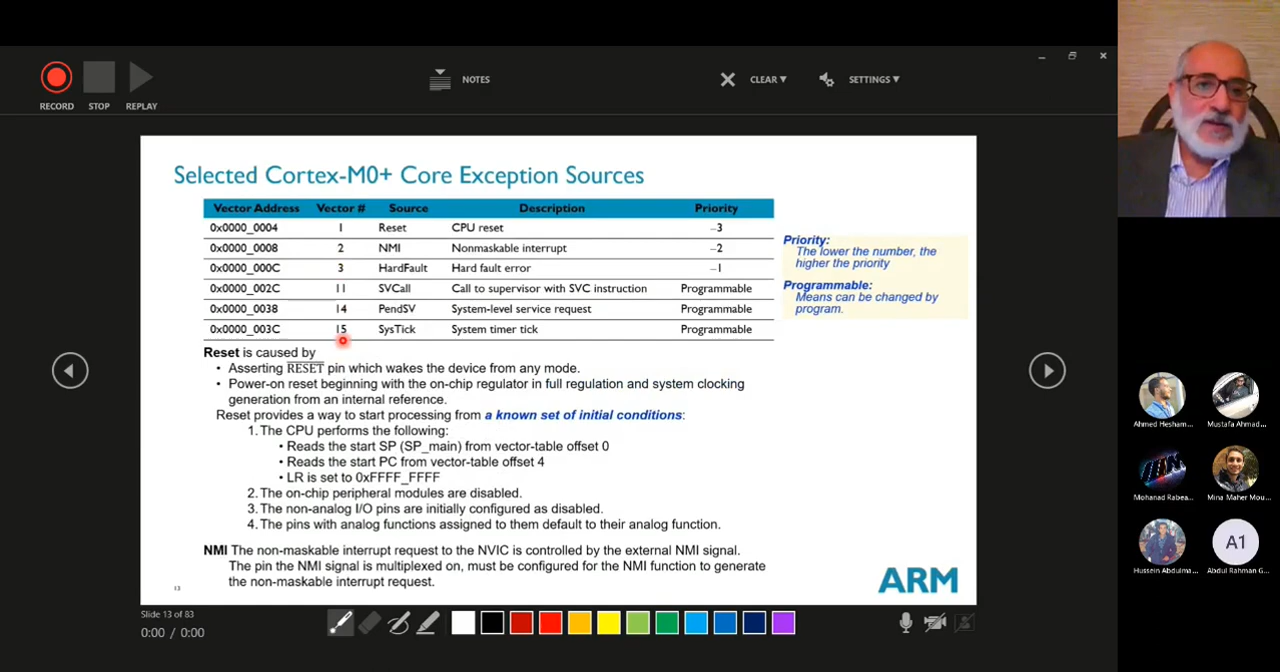 NOTES
CLEAR ▼
SETTINGS ▼
RECORD STOP REPLAY
Selected Cortex-M0+ Core Exception Sources
Vector Address Vector # Source Description Priority
0x0000_0004 1 Reset CPU reset –3
0x0000_0008 2 NMI Nonmaskable interrupt –2
0x0000_000C 3 HardFault Hard fault error –1
0x0000_002C 11 SVCall Call to supervisor with SVC instruction Programmable
0x0000_0038 14 PendSV System-level service request Programmable
0x0000_003C 15 SysTick System timer tick Programmable
Priority:
The lower the number, the
higher the priority
Programmable:
Means can be changed by
program.
Reset is caused by
• Asserting RESET pin which wakes the device from any mode.
• Power-on reset beginning with the on-chip regulator in full regulation and system clocking
generation from an internal reference.
Reset provides a way to start processing from a known set of initial conditions:
1. The CPU performs the following:
• Reads the start SP (SP_main) from vector-table offset 0
• Reads the start PC from vector-table offset 4
• LR is set to 0xFFFF_FFFF
2. The on-chip peripheral modules are disabled.
3. The non-analog I/O pins are initially configured as disabled.
4. The pins with analog functions assigned to them default to their analog function.
NMI The non-maskable interrupt request to the NVIC is controlled by the external NMI signal.
The pin the NMI signal is multiplexed on, must be configured for the NMI function to generate
the non-maskable interrupt request.
13
ARM
Slide 13 of 83
0:00 / 0:00
Ahmed Hesham...
Mustafa Ahmad...
Mohanad Rabea...
Mina Maher Mou...
A1
Hussein Abdulma...
Abdul Rahman G...